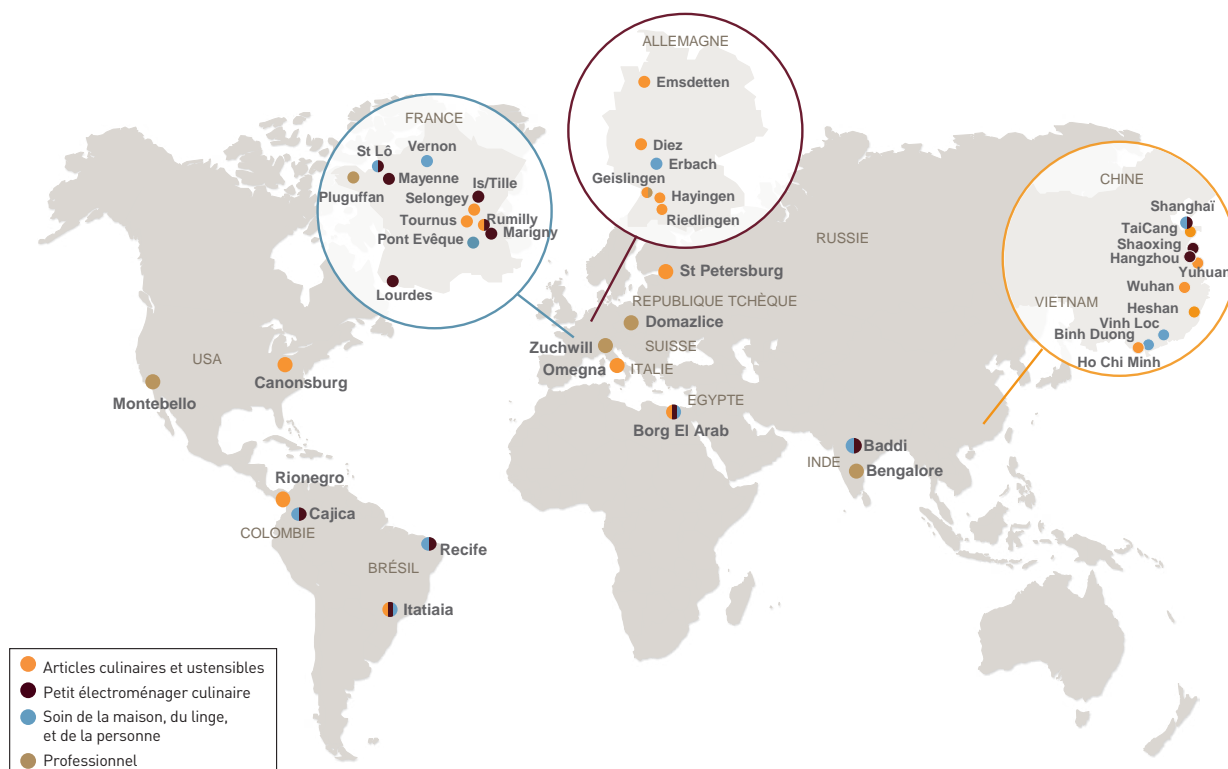 ALLEMAGNE
Emsdetten
Diez
Erbach
Geislingen
Hayingen
Riedlingen
FRANCE
St Lô
Vernon
Mayenne
Pluguffan
Is/Tille
Selongey
Tournus
Rumilly
Marigny
Pont Evêque
Lourdes
CHINE
Shanghaï
TaiCang
Shaoxing
Hangzhou
Yuhuan
Wuhan
Heshan
VIETNAM
Vinh Loc
Binh Duong
Ho Chi Minh
RUSSIE
St Petersburg
REPUBLIQUE TCHÈQUE
Domazlice
Zuchwill
SUISSE
Omegna
ITALIE
USA
Canonsburg
Montebello
EGYPTE
Borg El Arab
Baddi
INDE
Bengalore
Rionegro
Cajica
COLOMBIE
Recife
BRÉSIL
Itatiaia
Articles culinaires et ustensibles
Petit électroménager culinaire
Soin de la maison, du linge,
et de la personne
Professionnel